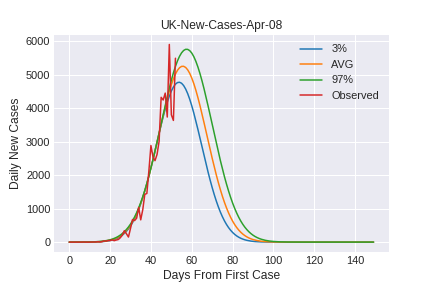 UK-New-Cases-Apr-08
6000
5000
4000
3000
2000
1000
0
Daily New Cases
3%
AVG
97%
Observed
0 20 40 60 80 100 120 140
Days From First Case